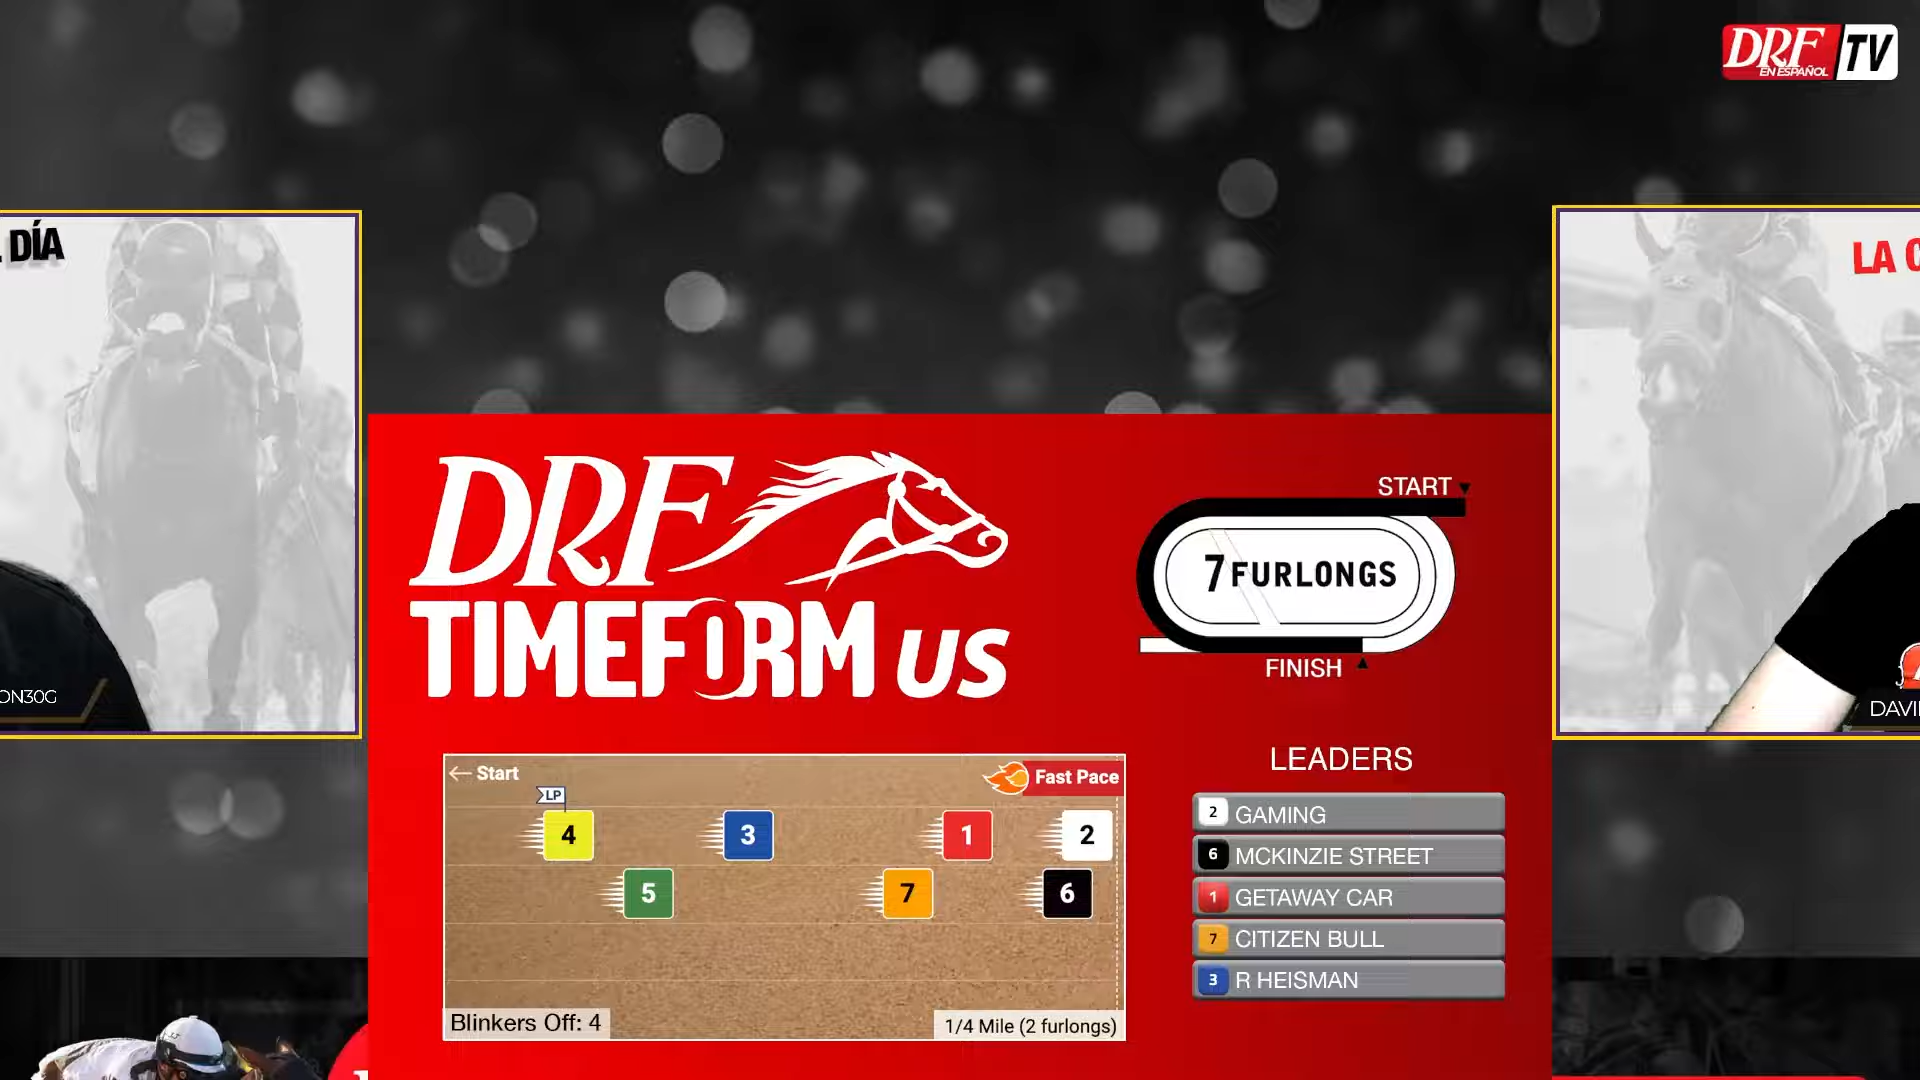 DRF EN ESPAÑOL TV
DÍA
LA
ON30G
DRF
TIMEFORM US
START
7 FURLONGS
FINISH
← Start
Fast Pace
LP
4
3
1
2
5
7
6
Blinkers Off: 4
1/4 Mile (2 furlongs)
LEADERS
2 GAMING
6 MCKINZIE STREET
1 GETAWAY CAR
7 CITIZEN BULL
3 R HEISMAN
DAVI